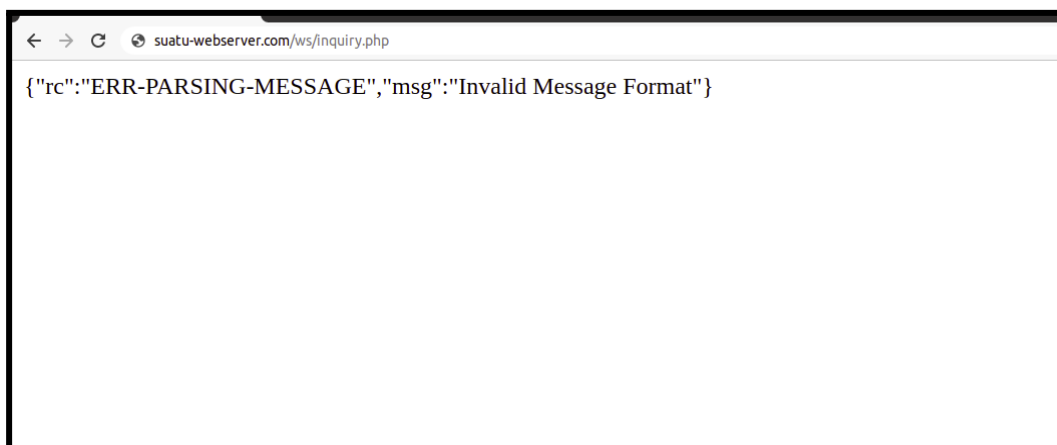 suatu-webserver.com/ws/inquiry.php
{"rc":"ERR-PARSING-MESSAGE","msg":"Invalid Message Format"}